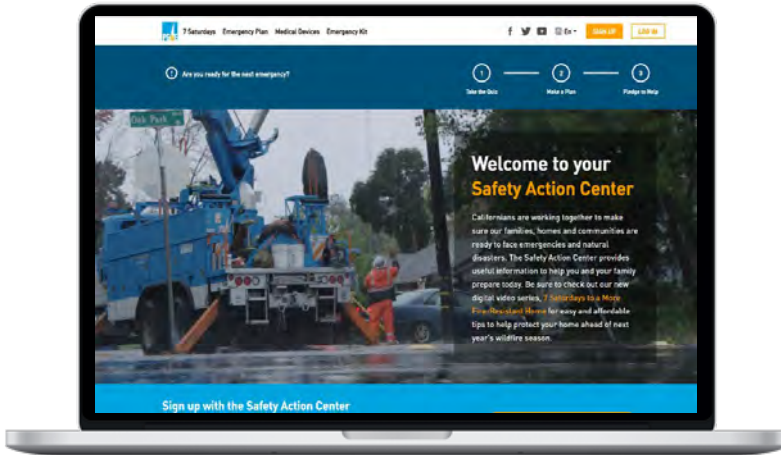 7 Saturdays Emergency Plan Medical Devices Emergency Kit
En
SIGN UP
LOG IN
Are you ready for the next emergency?
1
2
3
Take the Quiz
Make a Plan
Pledge to Help
Oak Park
Welcome to your
Safety Action Center
Californians are working together to make
sure our families, homes and communities are
ready to face emergencies and natural
disasters. The Safety Action Center provides
useful information to help you and your family
prepare today. Be sure to check out our new
digital video series, 7 Saturdays to a More
Fire-Resistant Home for easy and affordable
tips to help protect your home ahead of next
year's wildfire season.
Sign up with the Safety Action Center